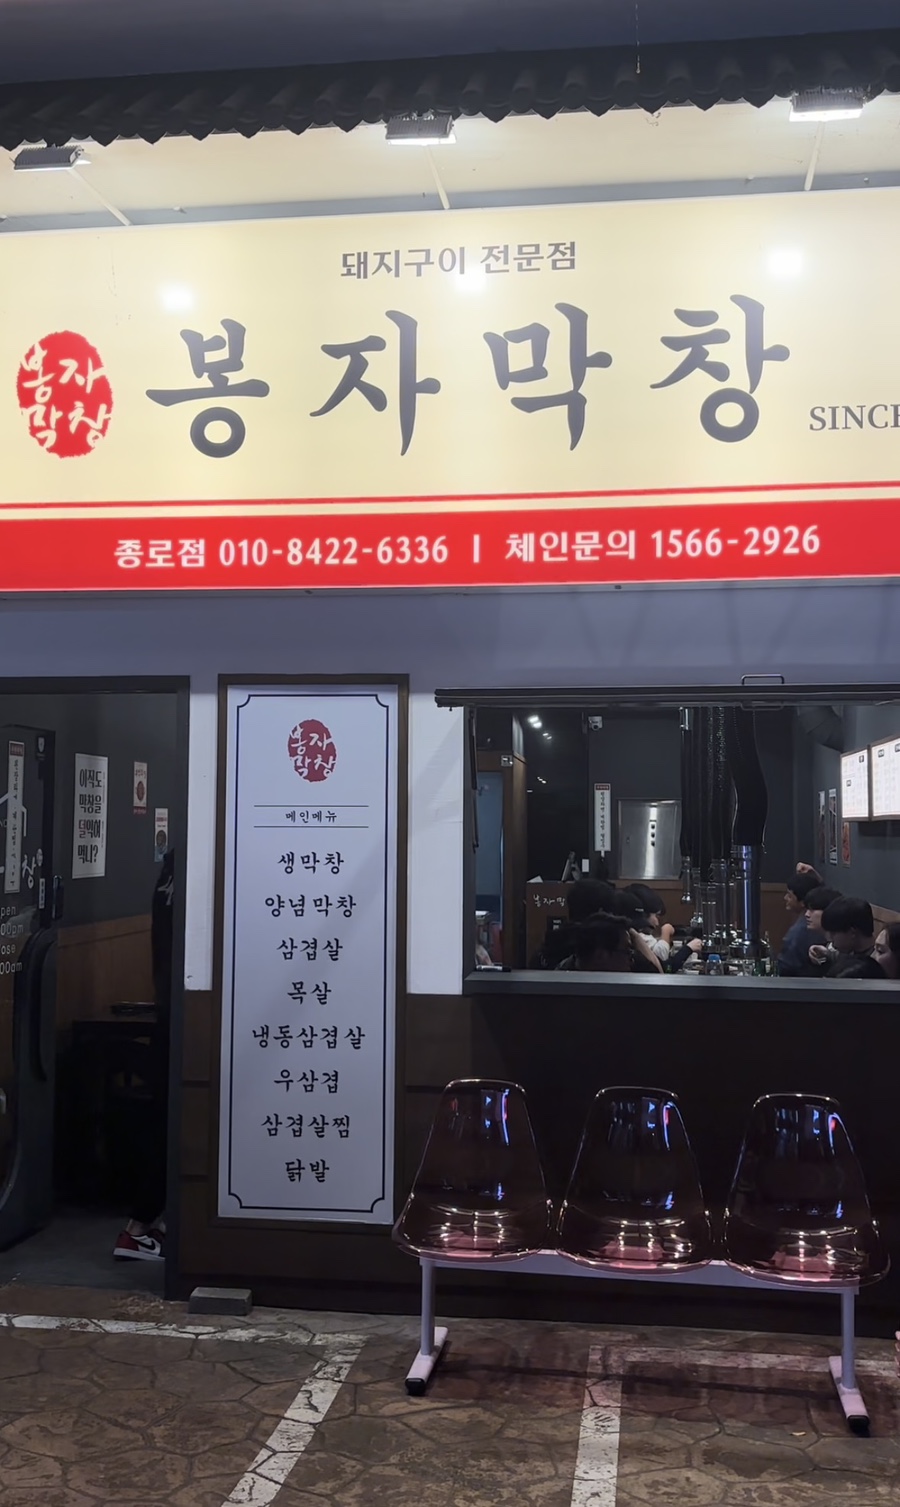 돼지구이 전문점
봉자
막창
봉자막창
SINCE
종로점 010-8422-6336 | 체인문의 1566-2926
봉자
막창
메인메뉴
생막창
양념막창
삼겹살
목살
냉동삼겹살
우삼겹
삼겹살찜
닭발
아직도
막창을
덜익어
먹니?